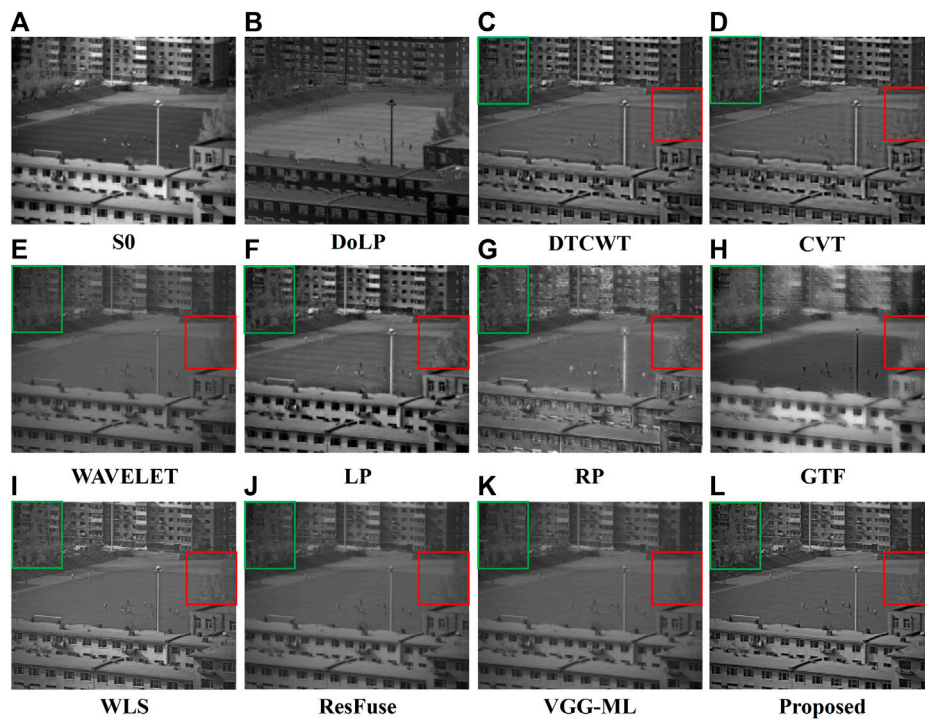 A B C D
S0 DoLP DTCWT CVT
E F G H
WAVELET LP RP GTF
I J K L
WLS ResFuse VGG-ML Proposed